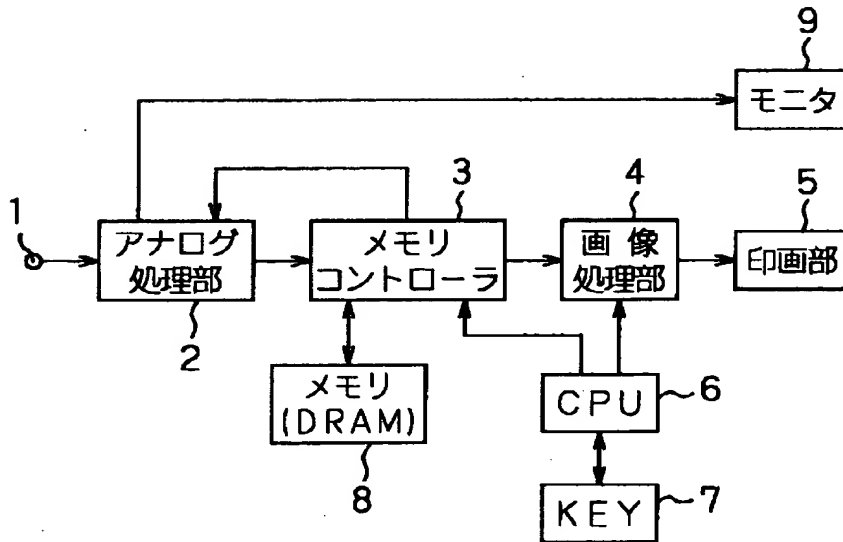 9
モニタ
3
4
5
1
アナログ
処理部
メモリ
コントローラ
画像
処理部
印画部
2
メモリ
(DRAM)
CPU
6
8
KEY
7